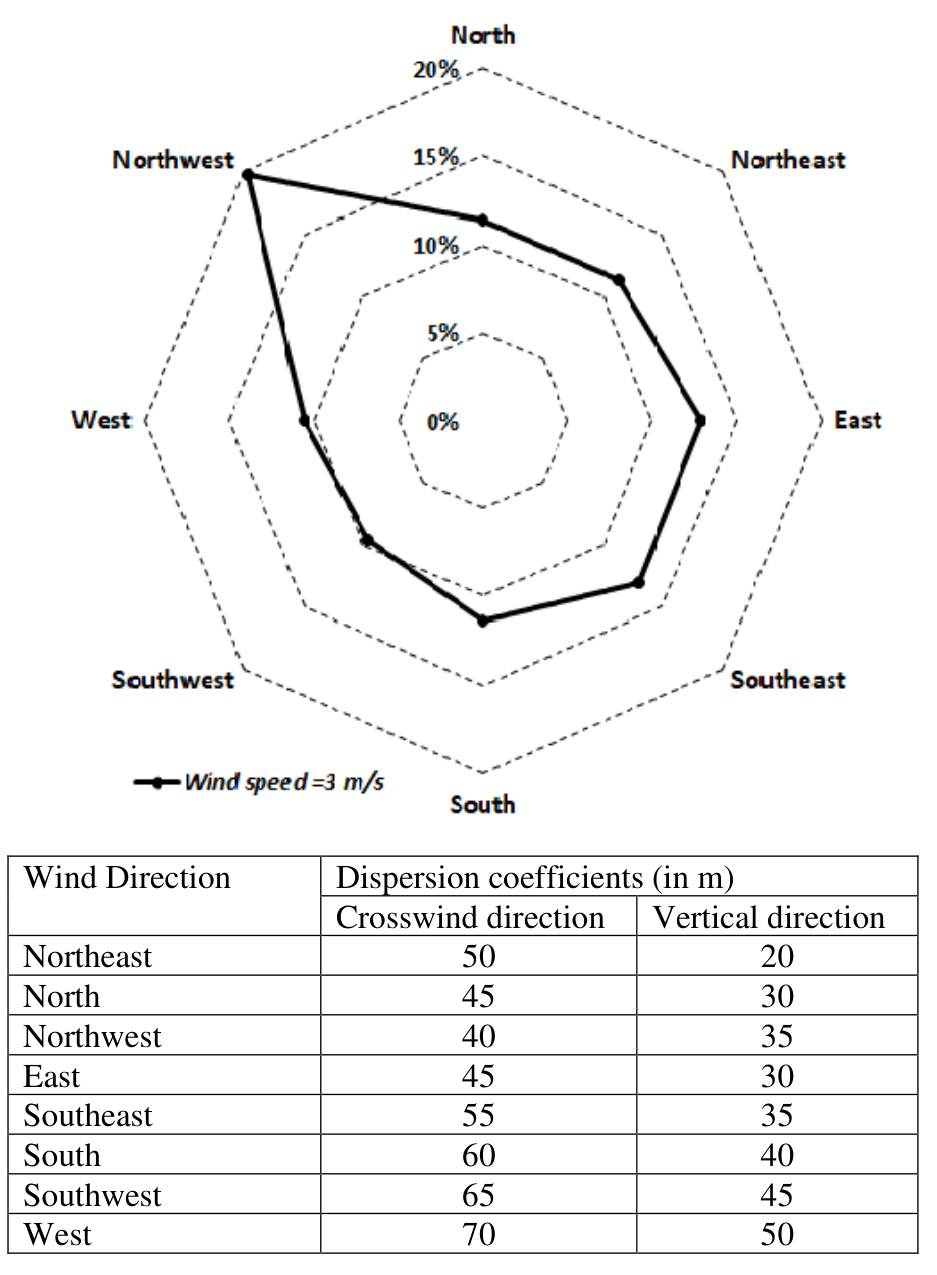 North
20%
Northwest
15%
Northeast
10%
5%
West
0%
East
Southwest
Southeast
Wind speed =3 m/s
South
Wind Direction Dispersion coefficients (in m)
Crosswind direction Vertical direction
Northeast 50 20
North 45 30
Northwest 40 35
East 45 30
Southeast 55 35
South 60 40
Southwest 65 45
West 70 50